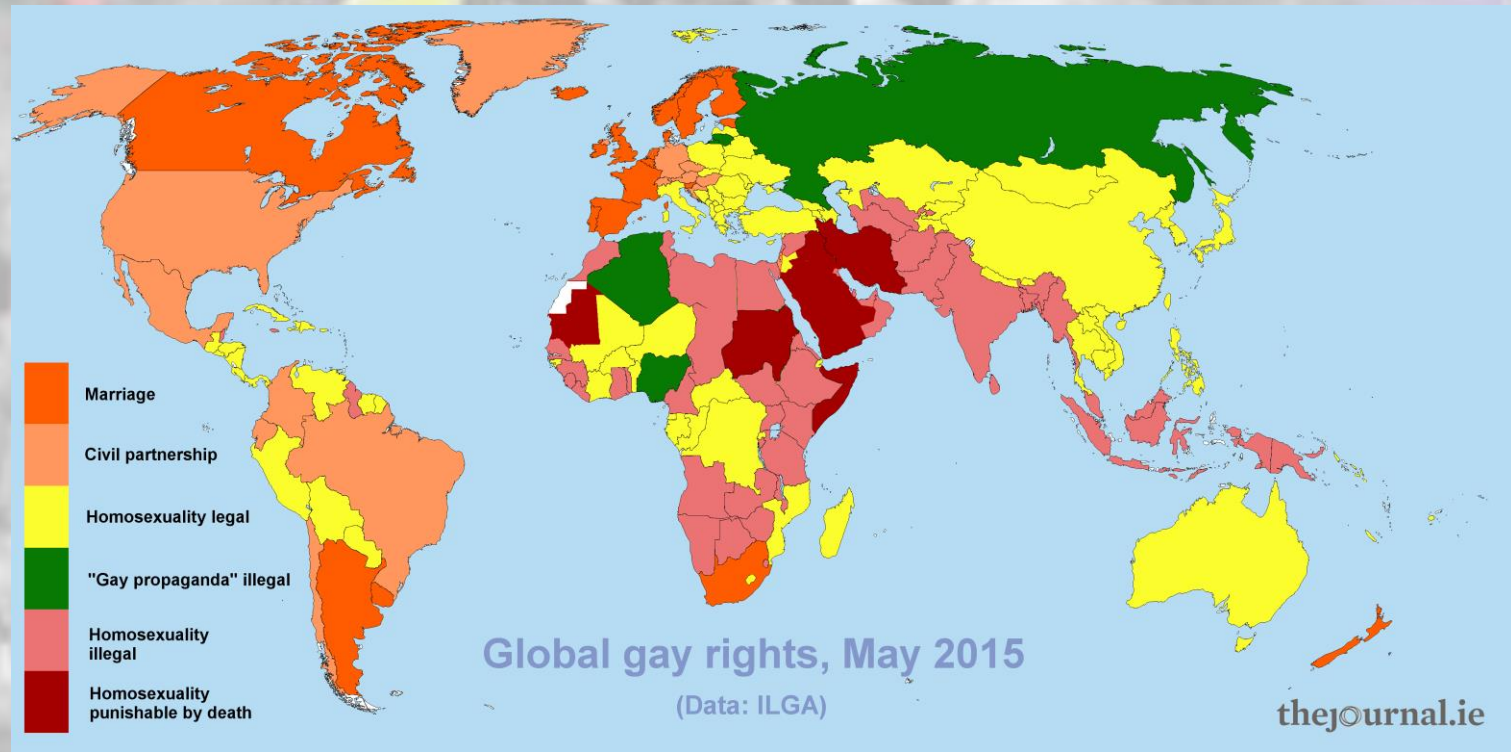 Marriage
Civil partnership
Homosexuality legal
"Gay propaganda" illegal
Homosexuality
illegal
Homosexuality
punishable by death
Global gay rights, May 2015
(Data: ILGA)
thejournal.ie